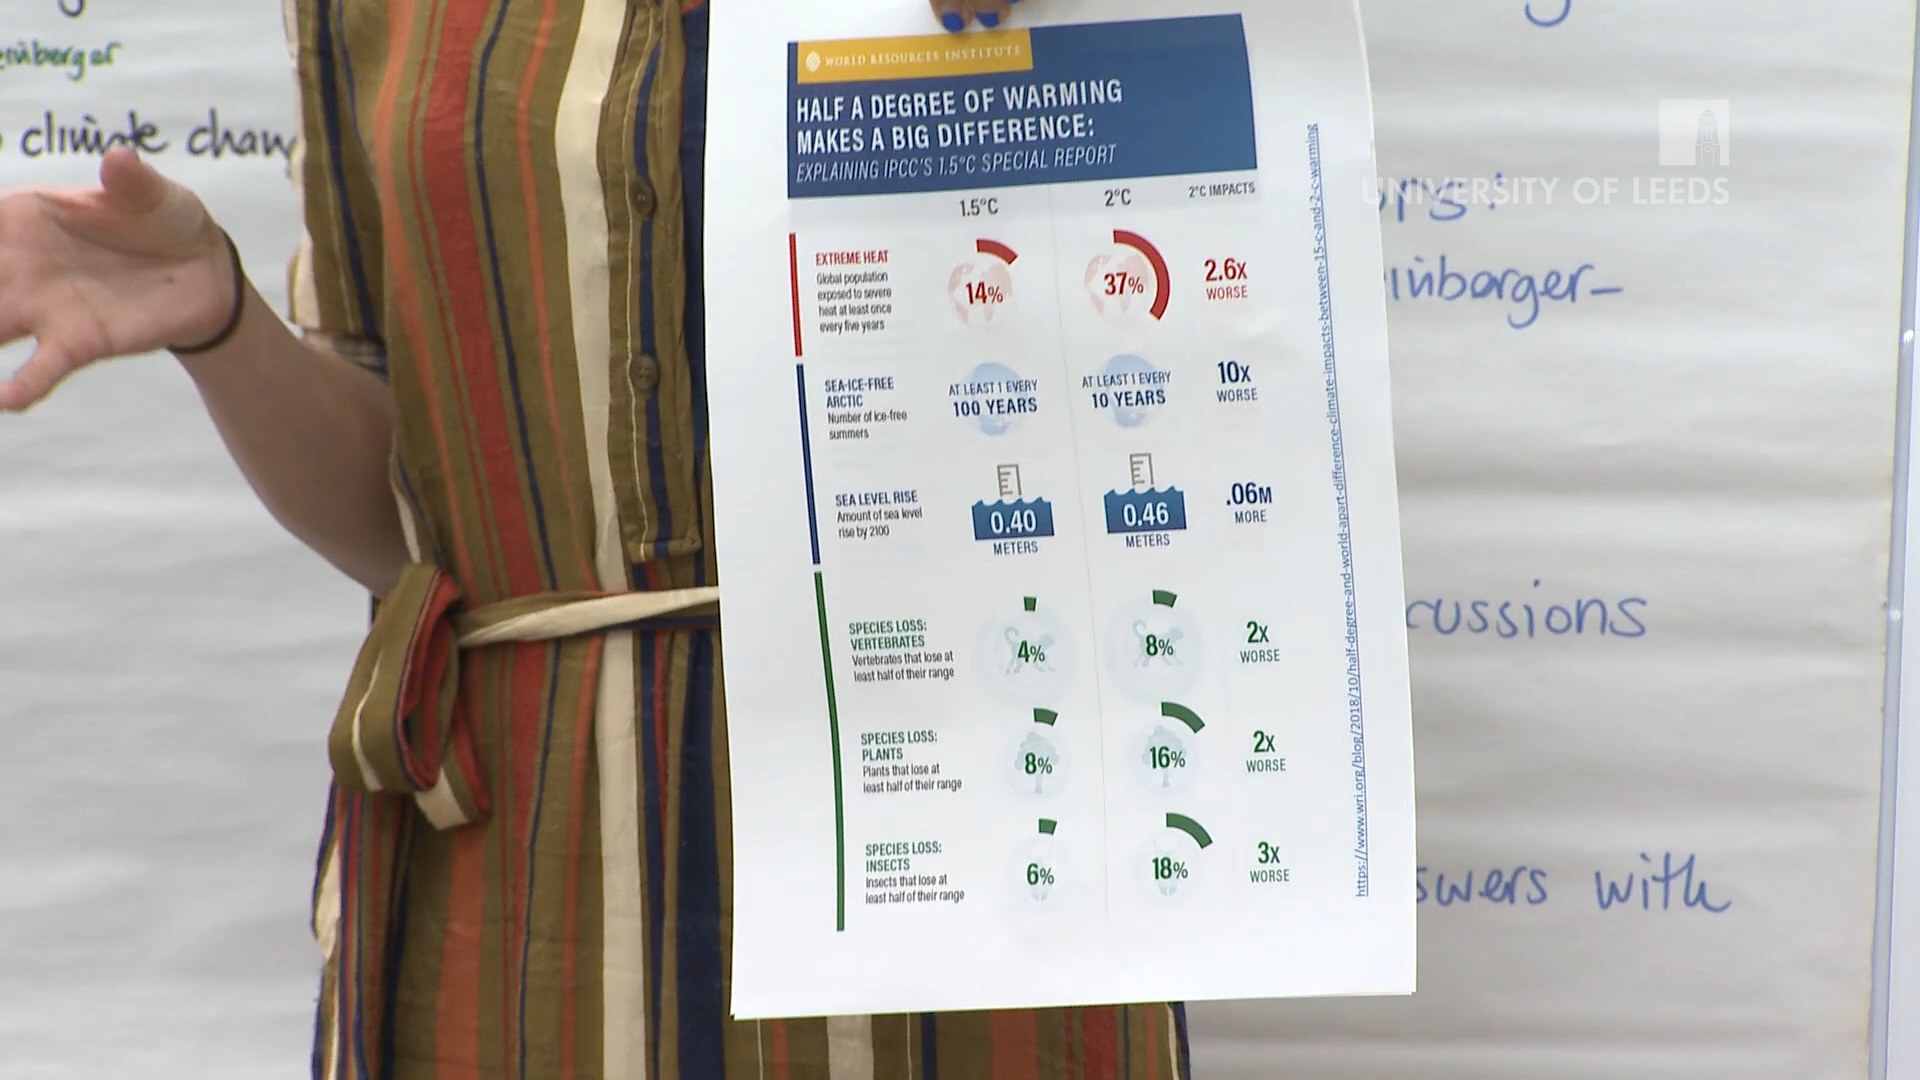 climate chan
WORLD RESOURCES INSTITUTE
HALF A DEGREE OF WARMING
MAKES A BIG DIFFERENCE:
EXPLAINING IPCC'S 1.5°C SPECIAL REPORT
1.5°C 2°C 2°C IMPACTS
EXTREME HEAT
Global population
exposed to severe
heat at least once
every five years
14%
37%
2.6X
WORSE
SEA-ICE-FREE
ARCTIC
Number of ice-free
summers
AT LEAST 1 EVERY
100 YEARS
AT LEAST 1 EVERY
10 YEARS
10X
WORSE
SEA LEVEL RISE
Amount of sea level
rise by 2100
0.40
METERS
0.46
METERS
.06M
MORE
SPECIES LOSS:
VERTEBRATES
Vertebrates that lose at
least half of their range
4%
8%
2X
WORSE
SPECIES LOSS:
PLANTS
Plants that lose at
least half of their range
8%
16%
2X
WORSE
SPECIES LOSS:
INSECTS
Insects that lose at
least half of their range
6%
18%
3X
WORSE
https://www.wri.org/blog/2018/10/half-degree-and-world-apart-difference-climate-impacts-between-15-c-and-2-c-warming
UNIVERSITY OF LEEDS
cussions
swers with